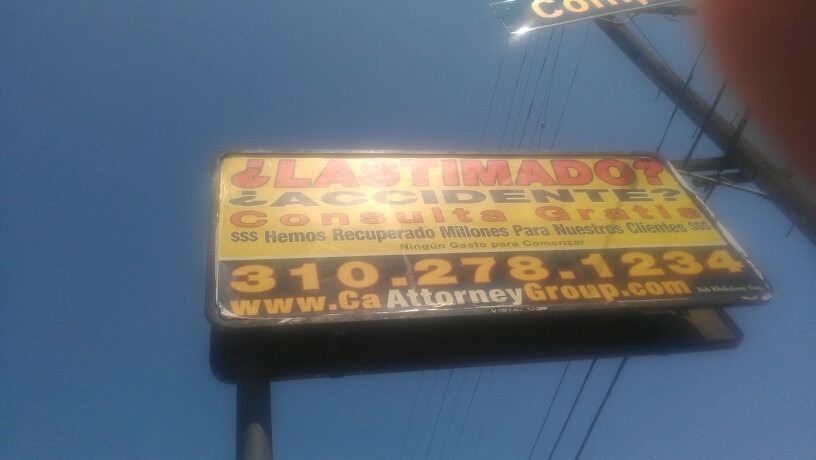 Com
¿LASTIMADO?
¿ACCIDENTE?
Consulta Gratis
$$$ Hemos Recuperado Millones Para Nuestros Clientes $$$
Ningún Gasto para Comenzar
310.278.1234
www.CaAttorneyGroup.com